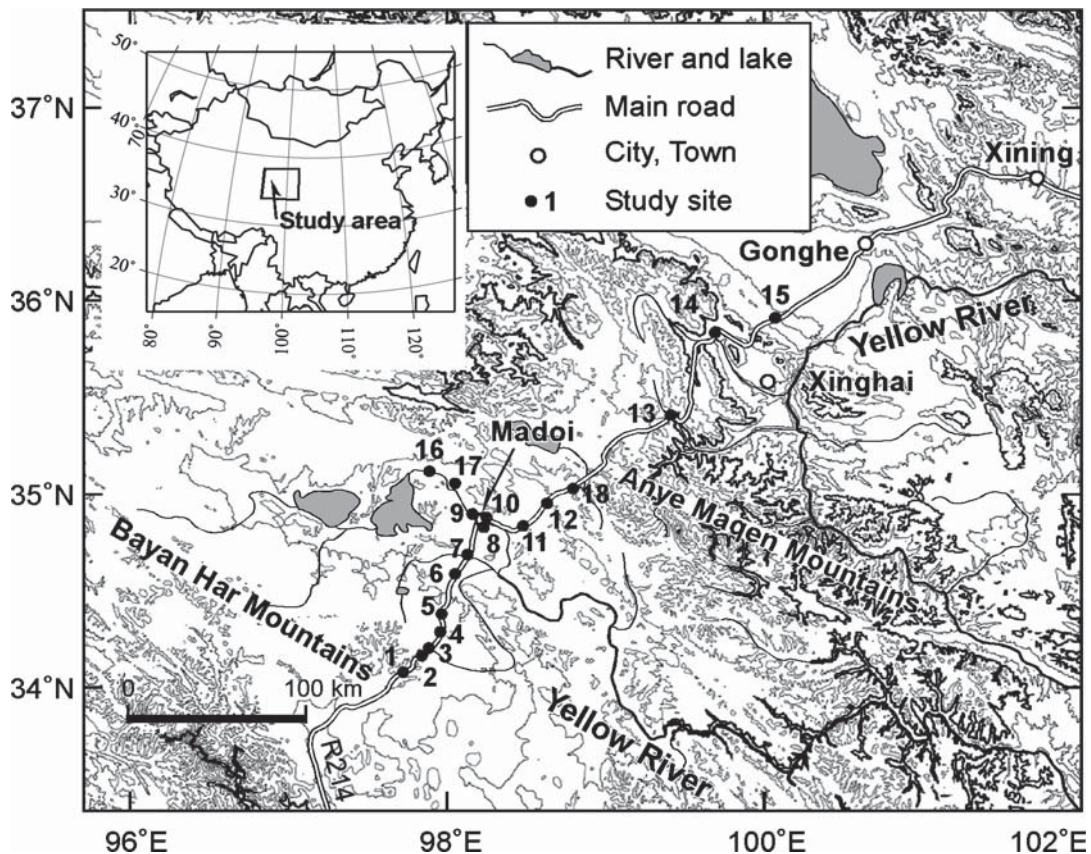 50°
40°
70°
30°
20°
80°
90°
100°
110°
120°
Study area
River and lake
Main road
City, Town
1 Study site
37°N
36°N
35°N
34°N
Xining
Gonghe
15
14
Yellow River
Xinghai
13
Madoi
16
17
18
10
9
12
8
11
Anye Maqen Mountains
7
6
Bayan Har Mountains
5
4
1
3
2
0 100 km
Yellow River
R214
96°E
98°E
100°E
102°E